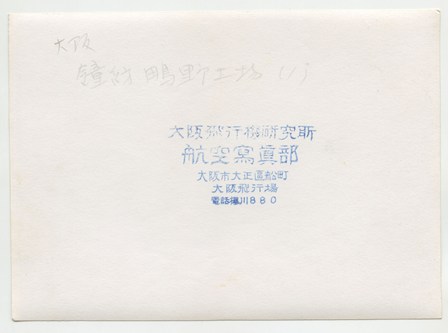 大阪
鐘紡鴨野工場(1)
大阪飛行機研究所
航空寫眞部
大阪市大正區船町
大阪飛行場
電話櫻川880